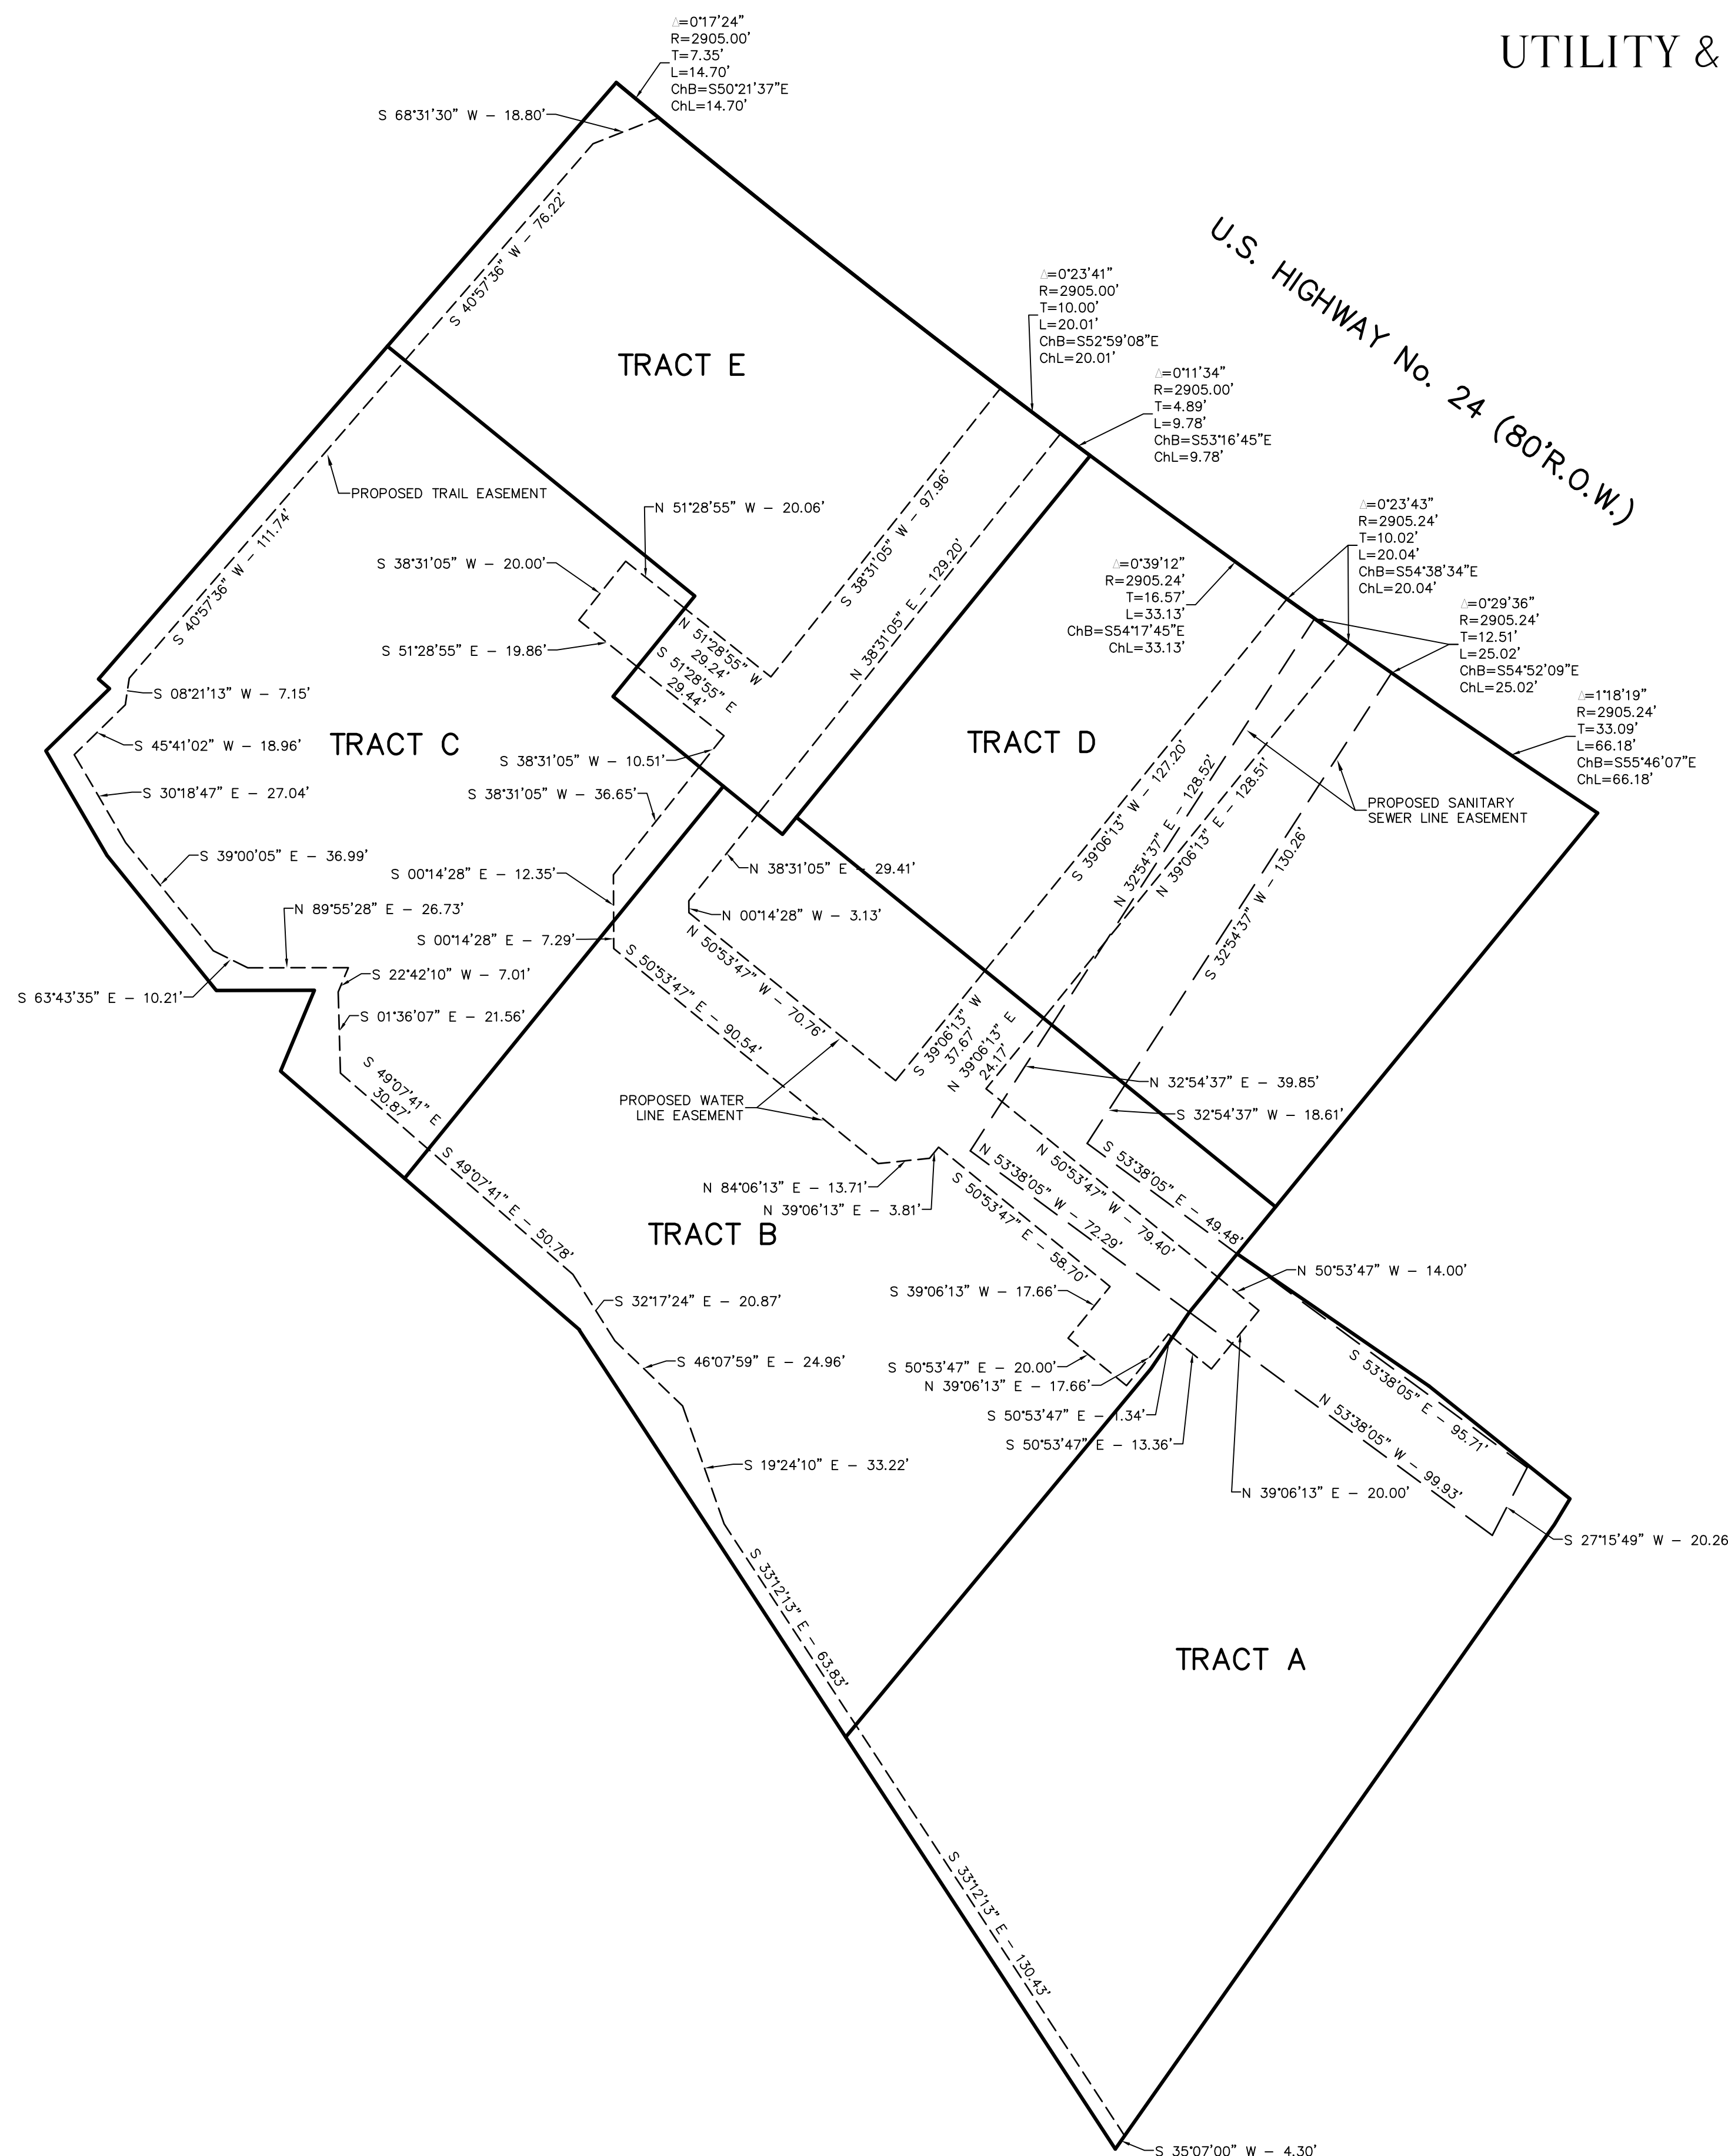 UTILITY &
△=0°17'24"
R=2905.00'
T=7.35'
L=14.70'
ChB=S50°21'37"E
ChL=14.70'
S 68°31'30" W – 18.80'
S 40°57'36" W – 76.22'
U.S. HIGHWAY No. 24 (80'R.O.W.)
△=0°23'41"
R=2905.00'
T=10.00'
L=20.01'
ChB=S52°59'08"E
ChL=20.01'
TRACT E
△=0°11'34"
R=2905.00'
T=4.89'
L=9.78'
ChB=S53°16'45"E
ChL=9.78'
PROPOSED TRAIL EASEMENT
N 51°28'55" W – 20.06'
S 38°31'05" W – 97.96'
△=0°23'43"
R=2905.24'
T=10.02'
L=20.04'
ChB=S54°38'34"E
ChL=20.04'
S 40°57'36" W – 111.74'
S 38°31'05" W – 20.00'
N 38°31'05" E – 129.20'
△=0°39'12"
R=2905.24'
T=16.57'
L=33.13'
ChB=S54°17'45"E
ChL=33.13'
△=0°29'36"
R=2905.24'
T=12.51'
L=25.02'
ChB=S54°52'09"E
ChL=25.02'
S 51°28'55" E – 19.86'
N 51°28'55" W
29.24'
S 51°28'55" E
29.44'
S 08°21'13" W – 7.15'
△=1°18'19"
R=2905.24'
T=33.09'
L=66.18'
ChB=S55°46'07"E
ChL=66.18'
S 45°41'02" W – 18.96'
TRACT C
TRACT D
S 38°31'05" W – 10.51'
S 39°06'13" W – 127.20'
N 32°54'37" E – 128.52'
N 39°06'13" E – 128.51'
S 30°18'47" E – 27.04'
S 38°31'05" W – 36.65'
PROPOSED SANITARY
SEWER LINE EASEMENT
S 39°00'05" E – 36.99'
S 00°14'28" E – 12.35'
N 38°31'05" E – 29.41'
S 32°54'37" W – 130.26'
N 89°55'28" E – 26.73'
N 00°14'28" W – 3.13'
S 00°14'28" E – 7.29'
N 50°53'47" W – 70.76'
S 63°43'35" E – 10.21'
S 22°42'10" W – 7.01'
S 01°36'07" E – 21.56'
S 50°53'47" E – 90.54'
S 39°06'13" W
37.67'
N 39°06'13" E
24.17'
S 49°07'41" E
30.87'
PROPOSED WATER
LINE EASEMENT
N 32°54'37" E – 39.85'
S 32°54'37" W – 18.61'
S 49°07'41" E – 50.78'
N 84°06'13" E – 13.71'
N 39°06'13" E – 3.81'
N 53°38'05" W – 72.29'
N 50°53'47" W – 79.40'
S 53°38'05" E – 49.48'
TRACT B
S 50°53'47" E – 58.70'
N 50°53'47" W – 14.00'
S 32°17'24" E – 20.87'
S 39°06'13" W – 17.66'
S 46°07'59" E – 24.96'
S 50°53'47" E – 20.00'
N 39°06'13" E – 17.66'
S 53°38'05" E – 95.71'
S 50°53'47" E – 1.34'
S 50°53'47" E – 13.36'
N 53°38'05" W – 99.93'
S 19°24'10" E – 33.22'
N 39°06'13" E – 20.00'
S 27°15'49" W – 20.26
S 33°12'13" E – 63.83'
TRACT A
S 33°12'13" E – 130.43'
S 35°07'00" W – 4.30'